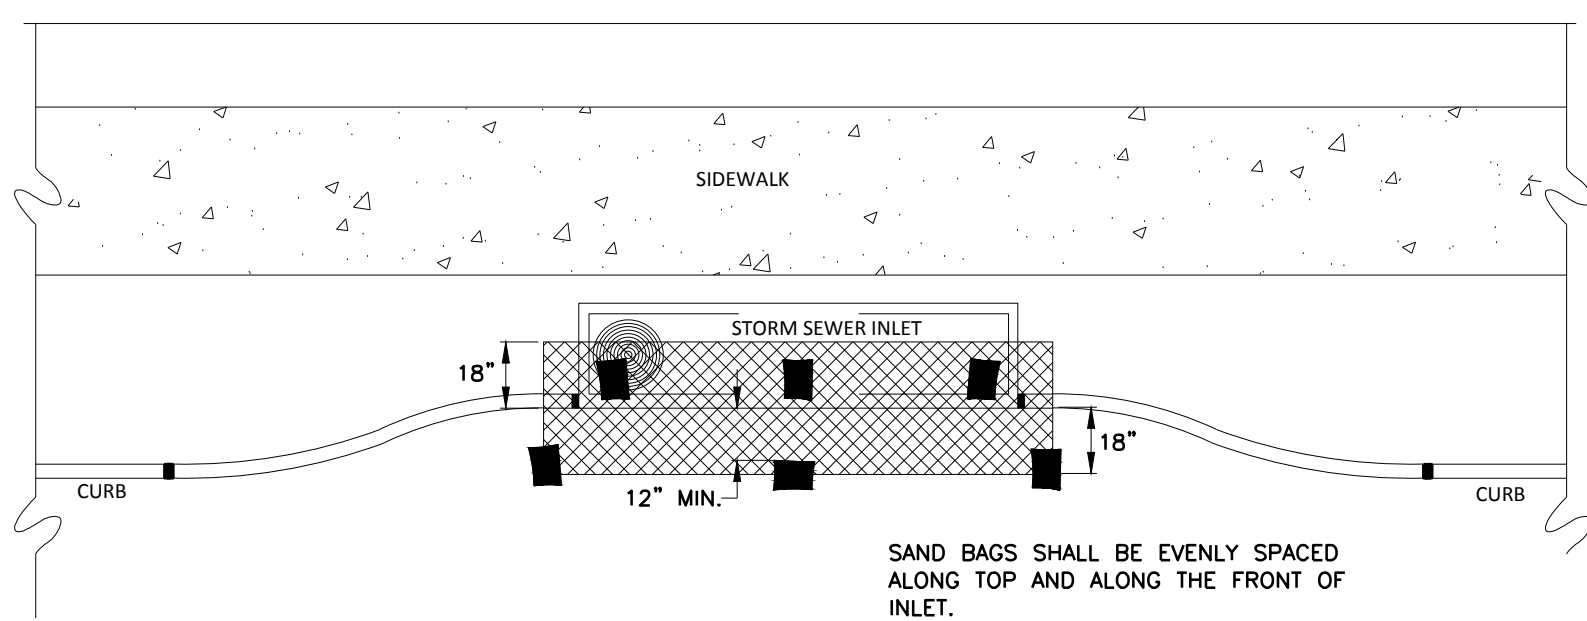 SIDEWALK
STORM SEWER INLET
18"
18"
12" MIN.
CURB
CURB
SAND BAGS SHALL BE EVENLY SPACED
ALONG TOP AND ALONG THE FRONT OF
INLET.